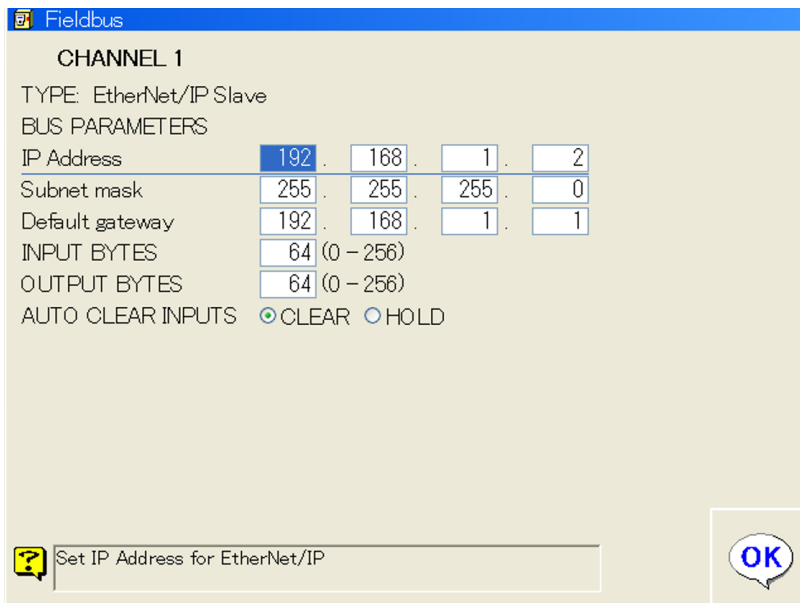 Fieldbus
CHANNEL 1
TYPE: EtherNet/IP Slave
BUS PARAMETERS
IP Address 192 . 168 . 1 . 2
Subnet mask 255 . 255 . 255 . 0
Default gateway 192 . 168 . 1 . 1
INPUT BYTES 64 (0 - 256)
OUTPUT BYTES 64 (0 - 256)
AUTO CLEAR INPUTS CLEAR HOLD
Set IP Address for EtherNet/IP
OK